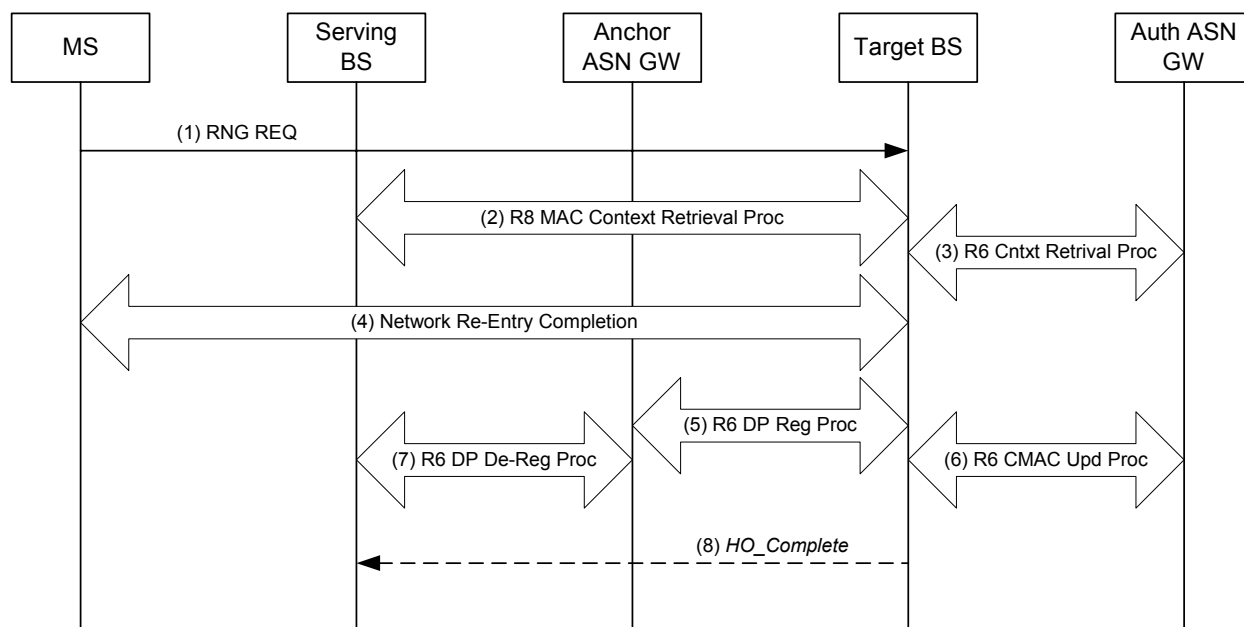 MS
Serving
BS
Anchor
ASN GW
Target BS
Auth ASN
GW
(1) RNG REQ
(2) R8 MAC Context Retrieval Proc
(3) R6 Cntxt Retrival Proc
(4) Network Re-Entry Completion
(5) R6 DP Reg Proc
(7) R6 DP De-Reg Proc
(6) R6 CMAC Upd Proc
(8) HO_Complete